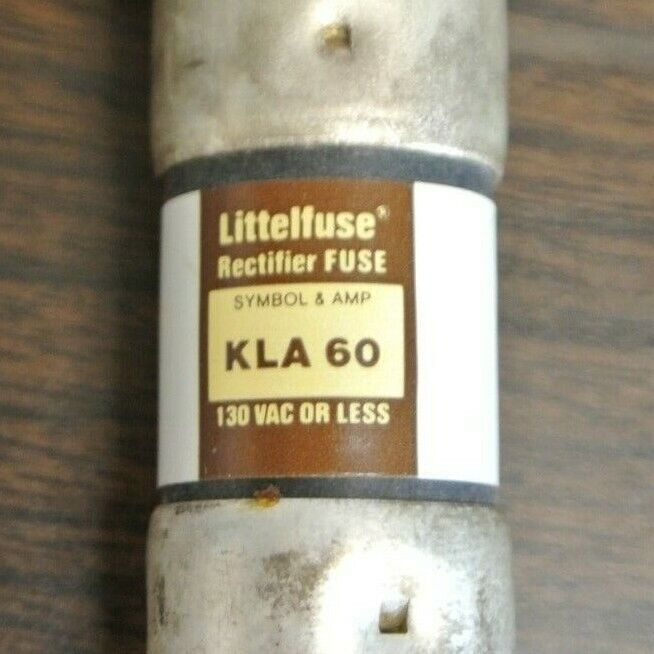 Littelfuse®
Rectifier FUSE
SYMBOL & AMP
KLA 60
130 VAC OR LESS